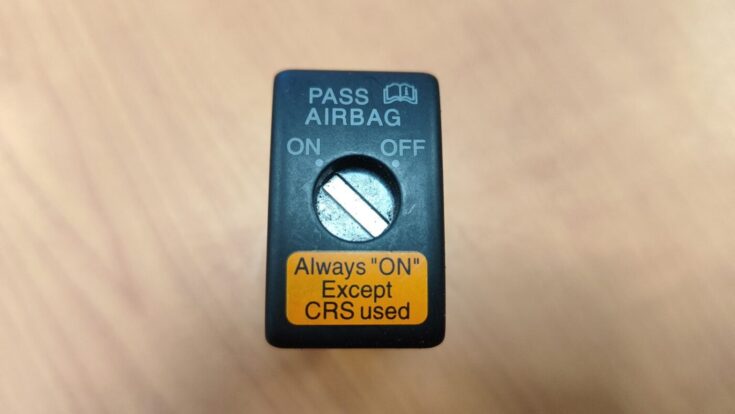 PASS
AIRBAG
ON OFF
Always "ON"
Except
CRS used